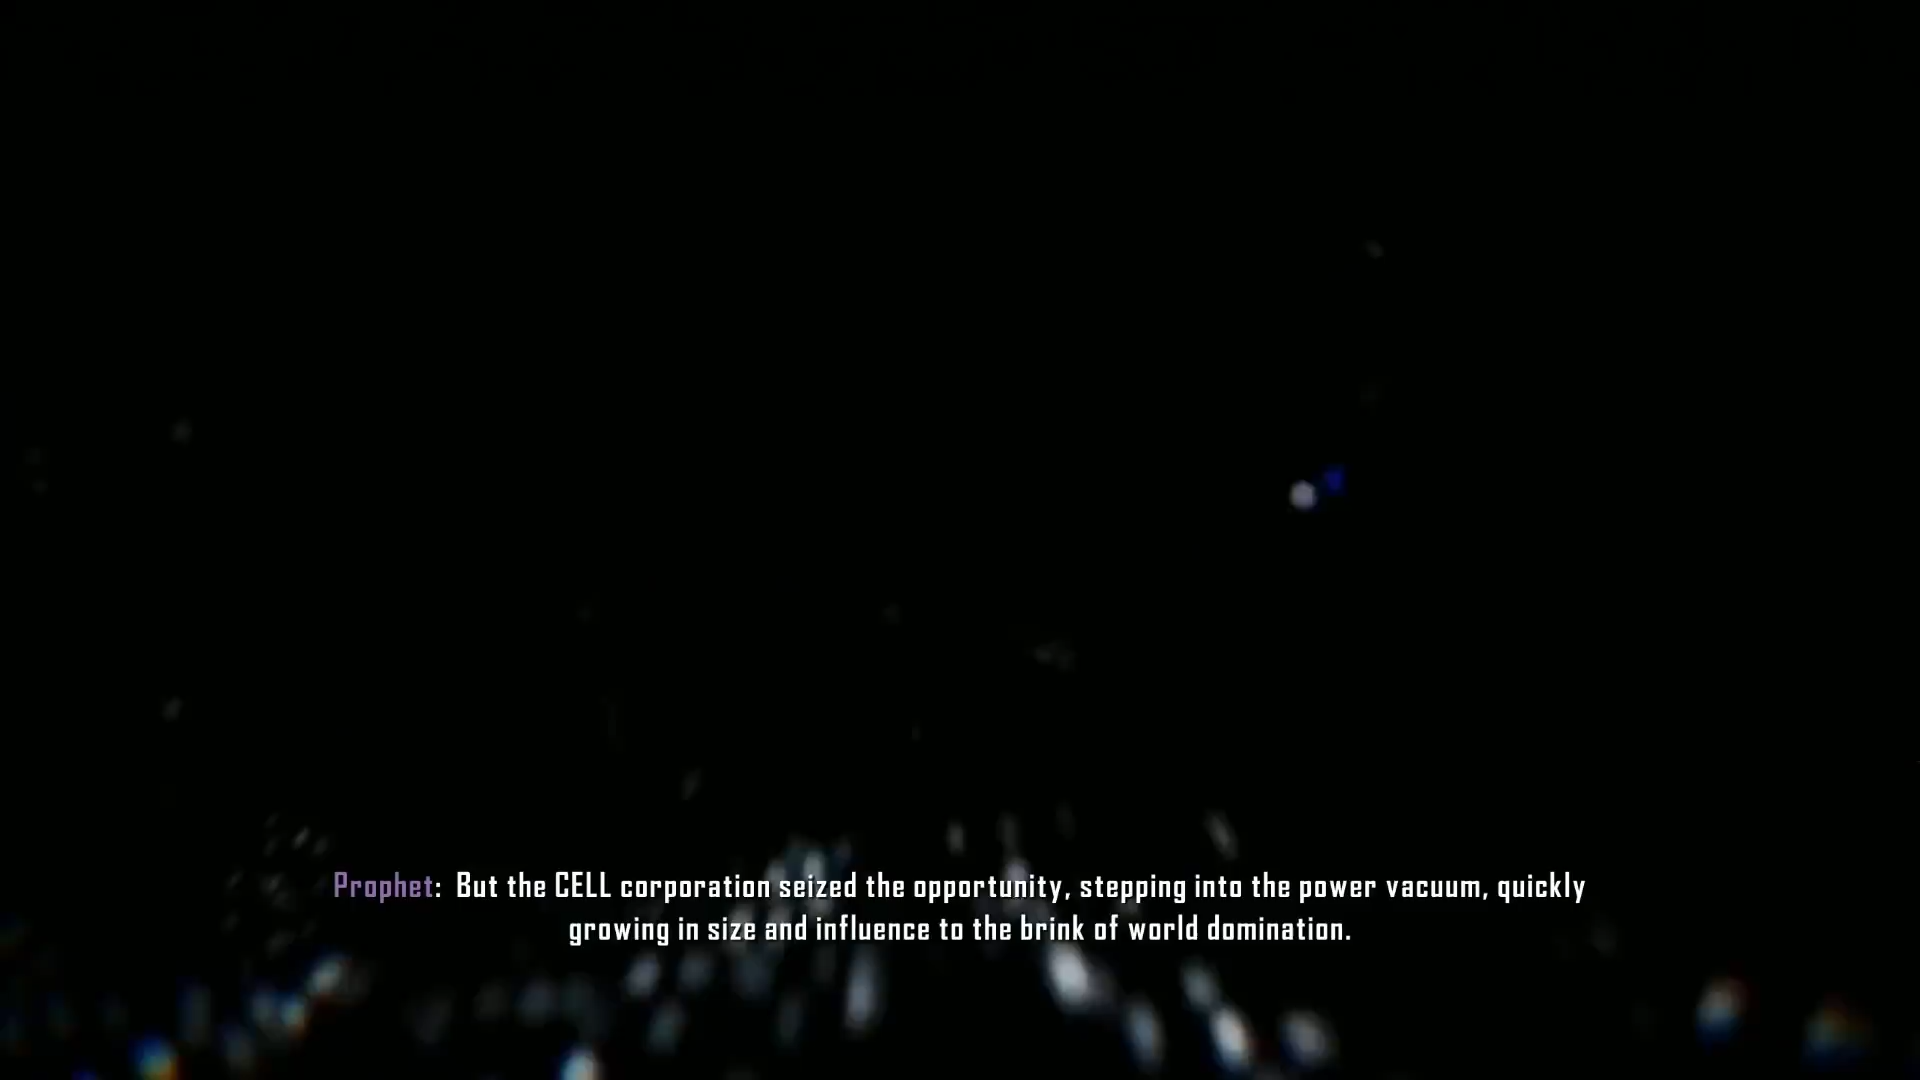 Prophet: But the CELL corporation seized the opportunity, stepping into the power vacuum, quickly
growing in size and influence to the brink of world domination.